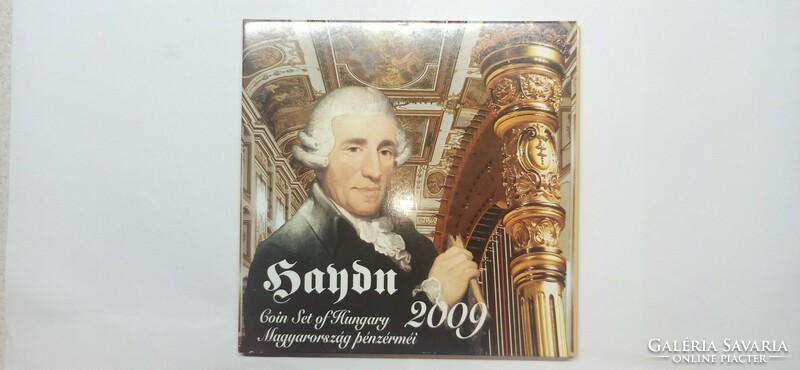 Haydn
Coin Set of Hungary 2009
Magyarország pénzérméi
GALÉRIA SAVARIA
ONLINE PIACTÉR